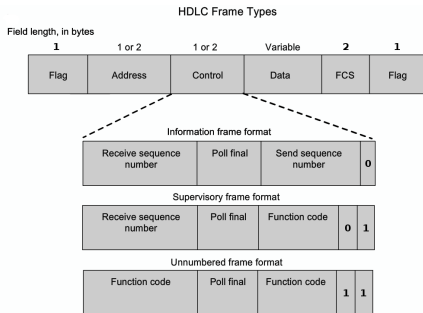 HDLC Frame Types
Field length, in bytes
1 1 or 2 1 or 2 Variable 2 1
Flag Address Control Data FCS Flag
Information frame format
Receive sequence number Poll final Send sequence number 0
Supervisory frame format
Receive sequence number Poll final Function code 0 1
Unnumbered frame format
Function code Poll final Function code 1 1